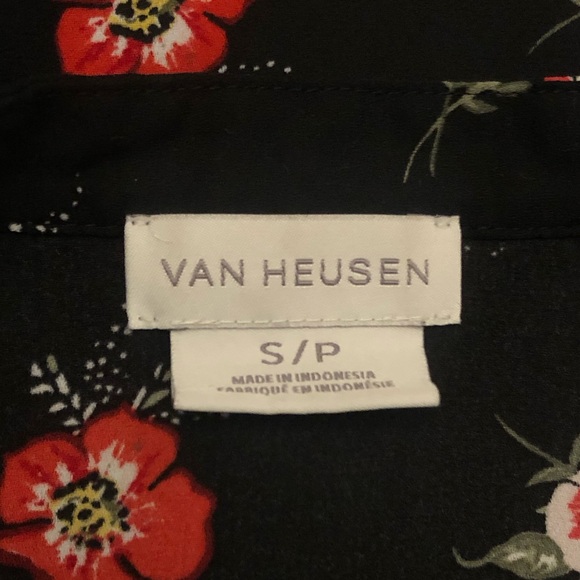 VAN HEUSEN
S/P
MADE IN INDONESIA
FABRIQUÉ EN INDONÉSIE